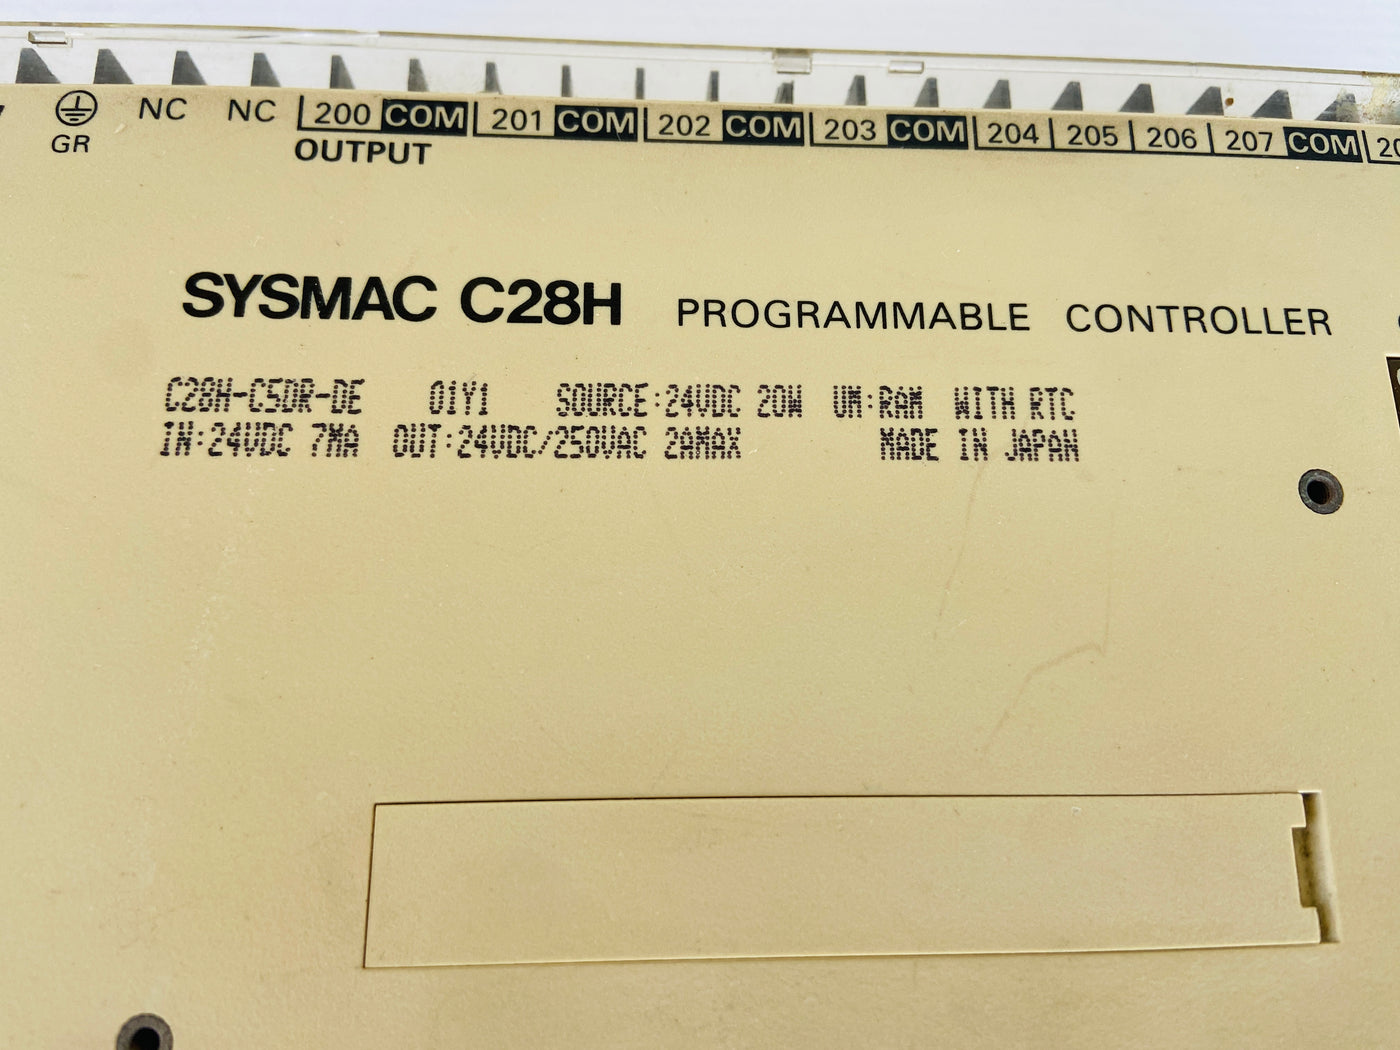 NC NC 200 COM 201 COM 202 COM 203 COM 204 205 206 207 COM
GR OUTPUT
SYSMAC C28H PROGRAMMABLE CONTROLLER
C28H-C5DR-DE 01Y1 SOURCE:24VDC 20W UM:RAM WITH RTC
IN:24VDC 7MA OUT:24VDC/250VAC 2AMAX MADE IN JAPAN